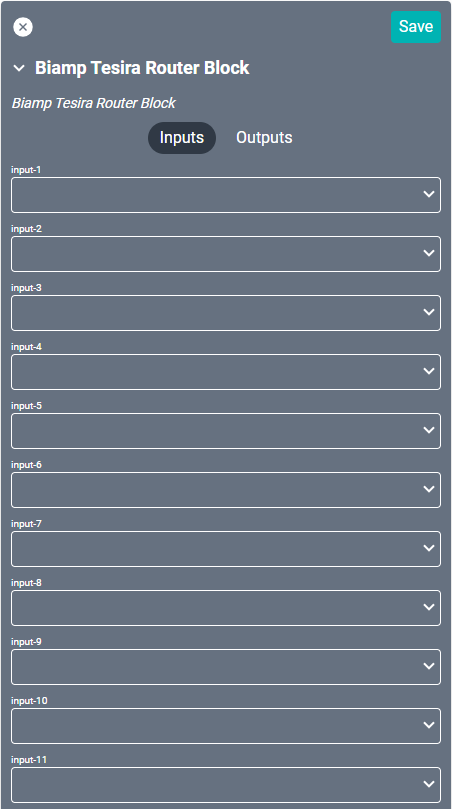 Save
Biamp Tesira Router Block
Biamp Tesira Router Block
Inputs Outputs
input-1
input-2
input-3
input-4
input-5
input-6
input-7
input-8
input-9
input-10
input-11